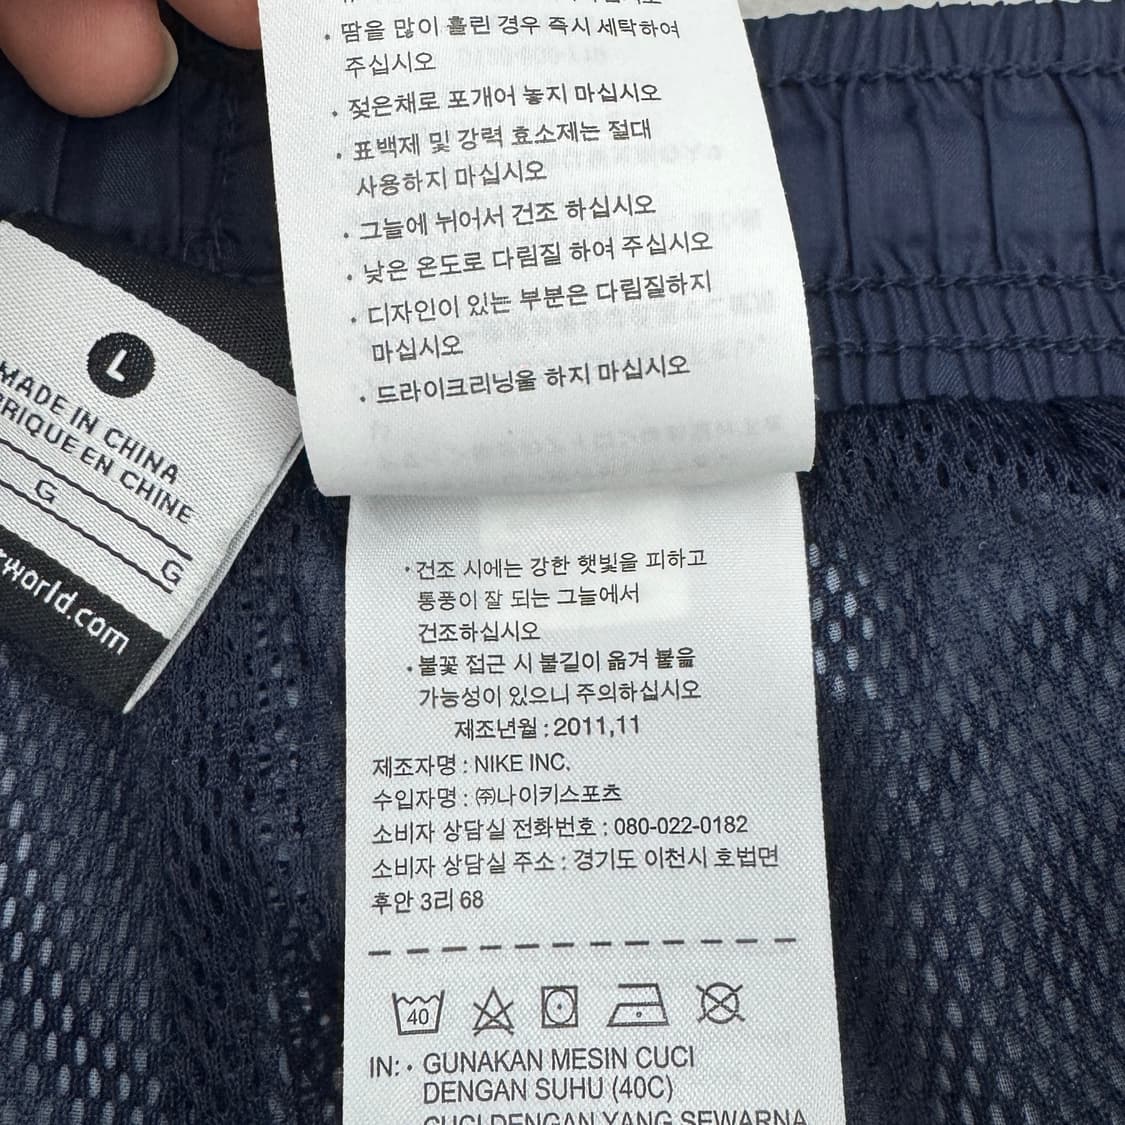 · 땀을 많이 흘린 경우 즉시 세탁하여
주십시오
· 젖은채로 포개어 놓지 마십시오
· 표백제 및 강력 효소제는 절대
사용하지 마십시오
· 그늘에 뉘어서 건조 하십시오
· 낮은 온도로 다림질 하여 주십시오
· 디자인이 있는 부분은 다림질하지
마십시오
· 드라이크리닝울 하지 마십시오
L
MADE IN CHINA
BRIQUE EN CHINE
G
G
rworld.com
· 건조 시에는 강한 햇빛을 피하고
통풍이 잘 되는 그늘에서
건조하십시오
· 불꽃 접근 시 불길이 옮겨 붙을
가능성이 있으니 주의하십시오
제조년월 : 2011,11
제조자명 : NIKE INC.
수입자명 : ㈜나이키스포츠
소비자 상담실 전화번호 : 080-022-0182
소비자 상담실 주소 : 경기도 이천시 호법면
후안 3리 68
40
IN: · GUNAKAN MESIN CUCI
DENGAN SUHU (40C)
CUCI DENGAN YANG SEWARNA